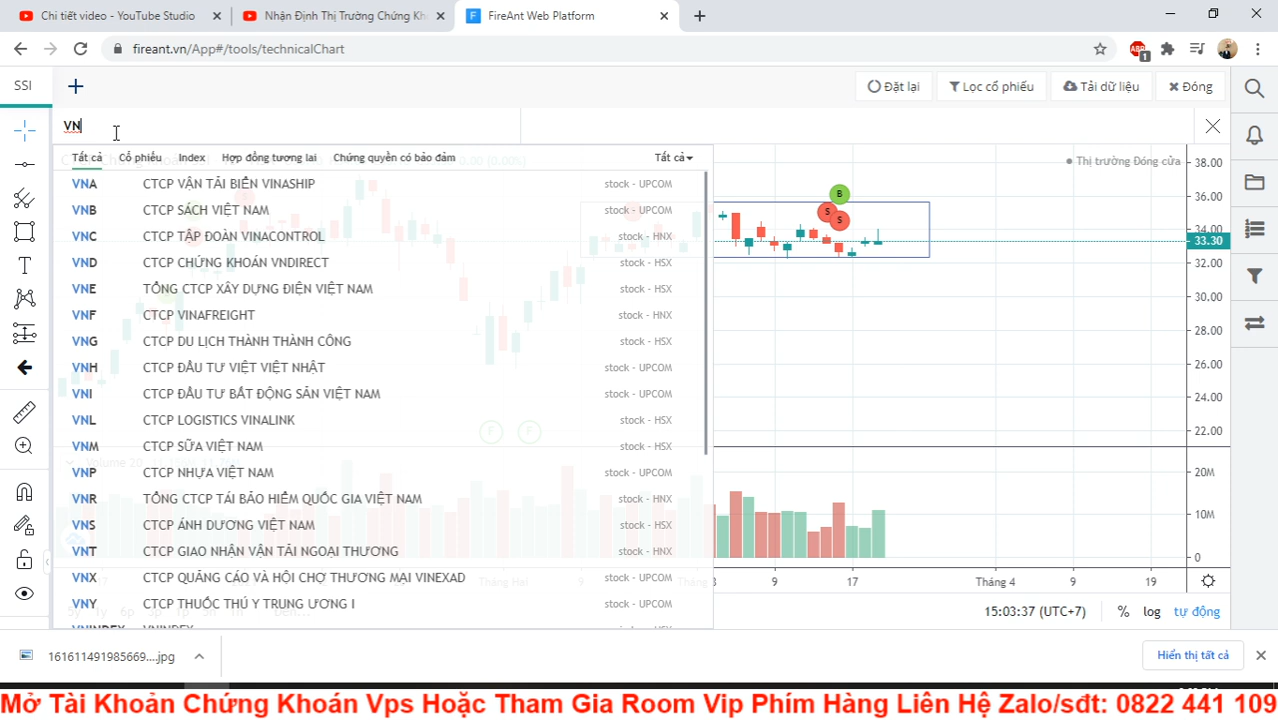 Chi tiết video - YouTube Studio
Nhận Định Thị Trường Chứng Kh
FireAnt Web Platform
fireant.vn/App#/tools/technicalChart
1
SSI
Đặt lại
Lọc cổ phiếu
Tải dữ liệu
Đóng
VN
Tất cả Cổ phiếu Index Hợp đồng tương lai Chứng quyền có bảo đảm Tất cả
Thị trường Đóng cửa
VNA CTCP VẬN TẢI BIỂN VINASHIP stock - UPCOM
VNB CTCP SÁCH VIỆT NAM stock - UPCOM
VNC CTCP TẬP ĐOÀN VINACONTROL stock - HNX
VND CTCP CHỨNG KHOÁN VNDIRECT stock - HSX
VNE TỔNG CTCP XÂY DỰNG ĐIỆN VIỆT NAM stock - HSX
VNF CTCP VINAFREIGHT stock - HNX
VNG CTCP DU LỊCH THÀNH THÀNH CÔNG stock - HSX
VNH CTCP ĐẦU TƯ VIỆT VIỆT NHẬT stock - UPCOM
VNI CTCP ĐẦU TƯ BẤT ĐỘNG SẢN VIỆT NAM stock - UPCOM
VNL CTCP LOGISTICS VINALINK stock - HSX
VNM CTCP SỮA VIỆT NAM stock - HSX
VNP CTCP NHỰA VIỆT NAM stock - UPCOM
VNR TỔNG CTCP TÁI BẢO HIỂM QUỐC GIA VIỆT NAM stock - HNX
VNS CTCP ÁNH DƯƠNG VIỆT NAM stock - HSX
VNT CTCP GIAO NHẬN VẬN TẢI NGOẠI THƯƠNG stock - HNX
VNX CTCP QUẢNG CÁO VÀ HỘI CHỢ THƯƠNG MẠI VINEXAD stock - UPCOM
VNY CTCP THUỐC THÚ Y TRUNG ƯƠNG I stock - UPCOM
VNINDEX VNINDEX
B
S
S
38.00
36.00
34.00
33.30
32.00
30.00
28.00
26.00
24.00
22.00
20M
10M
0
Volume 20
9 17 Tháng 4 9 19
15:03:37 (UTC+7) % log tự động
161611491985669....jpg
Hiển thị tất cả
Mở Tài Khoản Chứng Khoán Vps Hoặc Tham Gia Room Vip Phím Hàng Liên Hệ Zalo/sđt: 0822 441 109